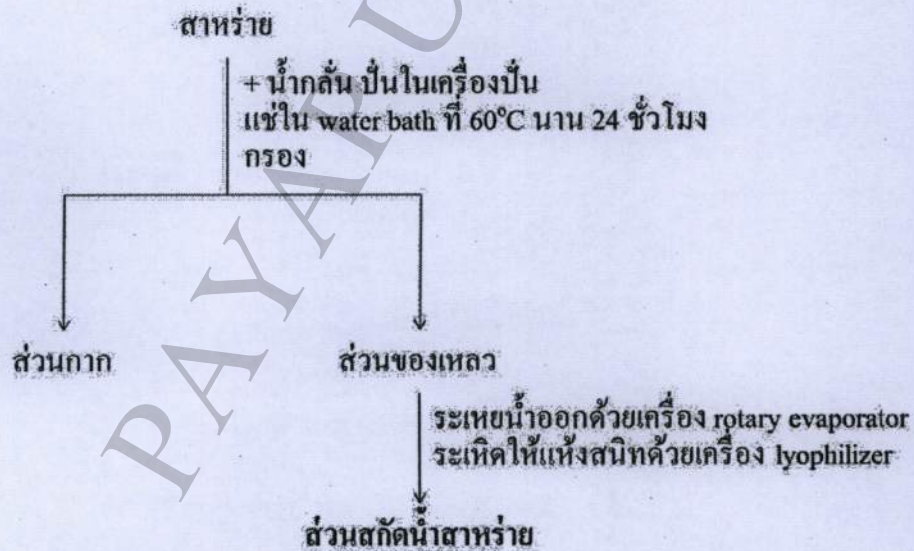 สาหร่าย
+ น้ำกลั่น ปั่นในเครื่องปั่น
แช่ใน water bath ที่ 60°C นาน 24 ชั่วโมง
กรอง
ส่วนกาก
ส่วนของเหลว
ระเหยน้ำออกด้วยเครื่อง rotary evaporator
ระเหิดให้แห้งสนิทด้วยเครื่อง lyophilizer
ส่วนสกัดน้ำสาหร่าย
PAYAP U